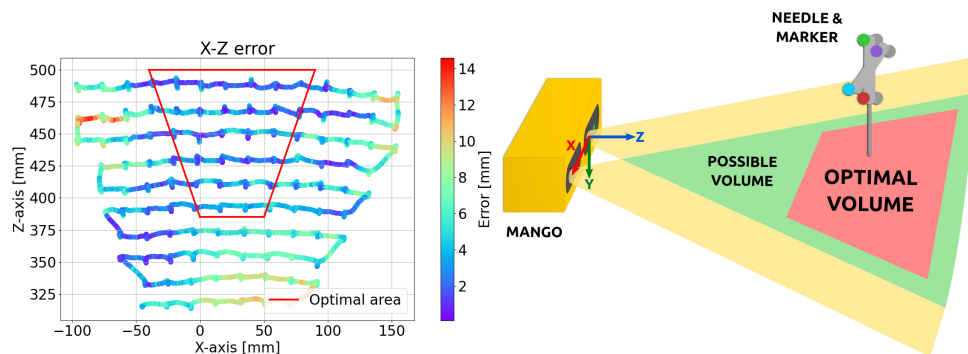 X-Z error
500
475
450
425
400
375
350
325
Z-axis [mm]
−100
−50
0
50
100
150
X-axis [mm]
Optimal area
14
12
10
8
6
4
2
Error [mm]
NEEDLE &
MARKER
X
Z
Y
MANGO
POSSIBLE
VOLUME
OPTIMAL
VOLUME